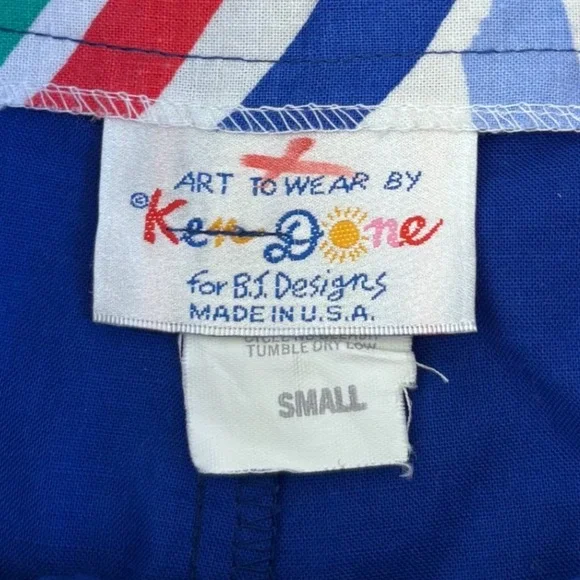 ART TO WEAR BY
©Ken Done
for B.J. Designs
MADE IN U.S.A.
TUMBLE DRY LOW
SMALL